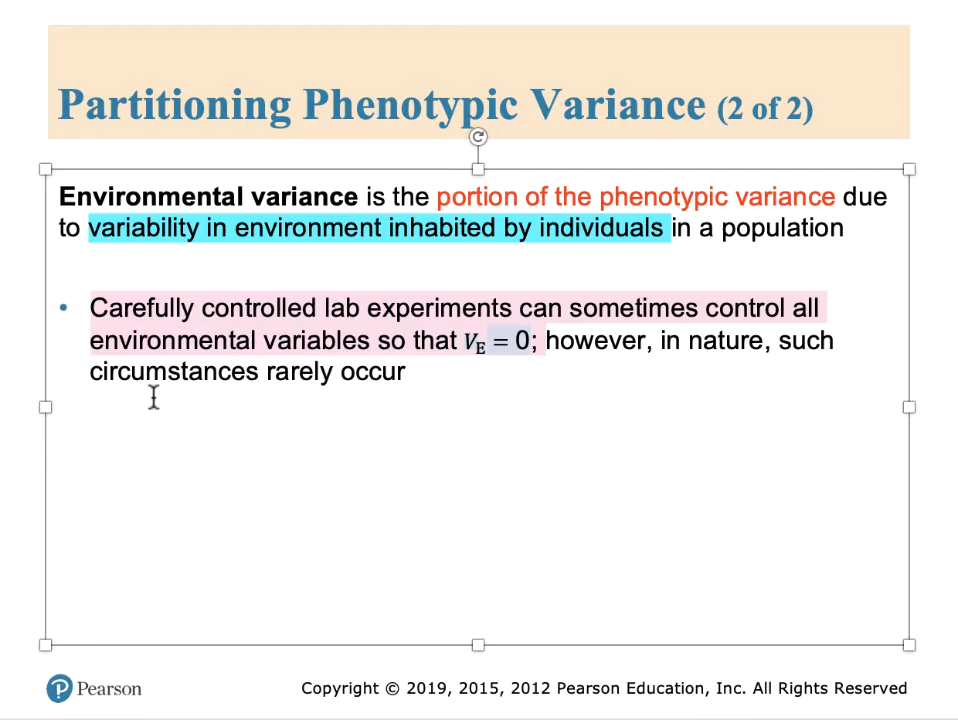 Partitioning Phenotypic Variance (2 of 2)
Environmental variance is the portion of the phenotypic variance due
to variability in environment inhabited by individuals in a population
• Carefully controlled lab experiments can sometimes control all
environmental variables so that V_E = 0; however, in nature, such
circumstances rarely occur
Pearson
Copyright © 2019, 2015, 2012 Pearson Education, Inc. All Rights Reserved